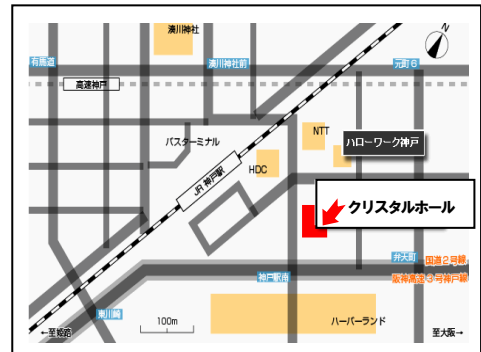 湊川神社
N
有馬道
湊川神社前
元町6
高速神戸
バスターミナル
NTT
ハローワーク神戸
HDC
JR 神戸駅
クリスタルホール
弁天町
国道2号線
神戸駅南
阪神高速3号神戸線
東川崎
100m
ハーバーランド
←至姫路
至大阪→